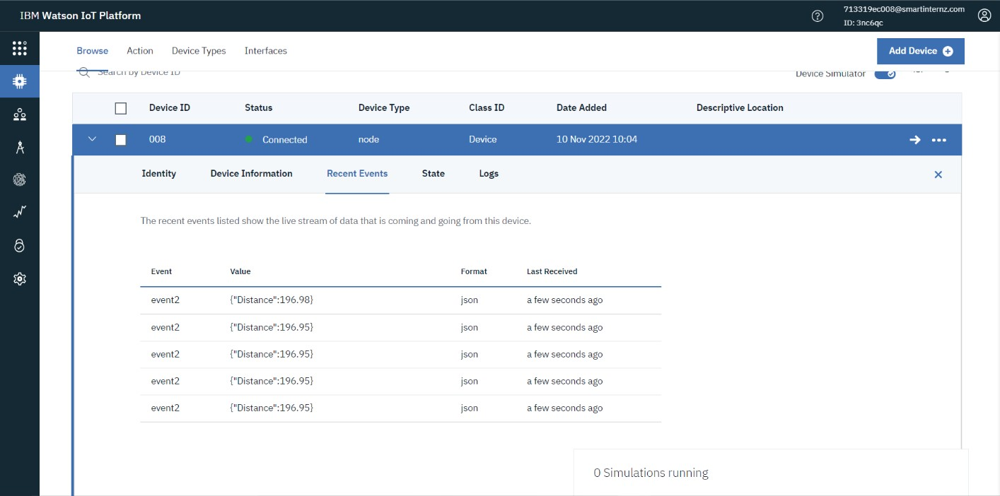 IBM Watson IoT Platform
713319ec008@smartinternz.com
ID: 3nc6qc
Browse Action Device Types Interfaces
Add Device
Search by Device ID
Device Simulator
Device ID Status Device Type Class ID Date Added Descriptive Location
008 Connected node Device 10 Nov 2022 10:04
Identity Device Information Recent Events State Logs
The recent events listed show the live stream of data that is coming and going from this device.
Event Value Format Last Received
event2 {"Distance":196.98} json a few seconds ago
event2 {"Distance":196.95} json a few seconds ago
event2 {"Distance":196.95} json a few seconds ago
event2 {"Distance":196.95} json a few seconds ago
event2 {"Distance":196.95} json a few seconds ago
0 Simulations running